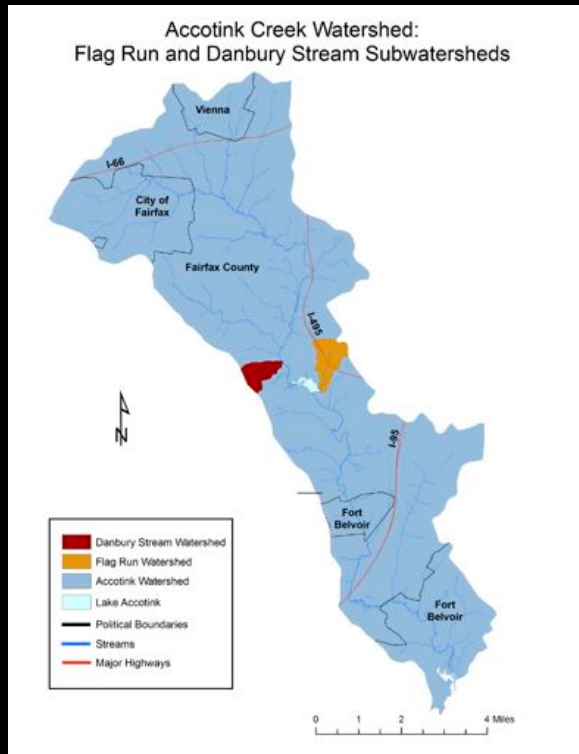 Accotink Creek Watershed:
Flag Run and Danbury Stream Subwatersheds
Vienna
I-66
City of
Fairfax
Fairfax County
I-495
N
I-95
Fort
Belvoir
Fort
Belvoir
Danbury Stream Watershed
Flag Run Watershed
Accotink Watershed
Lake Accotink
Political Boundaries
Streams
Major Highways
0 1 2 4 Miles